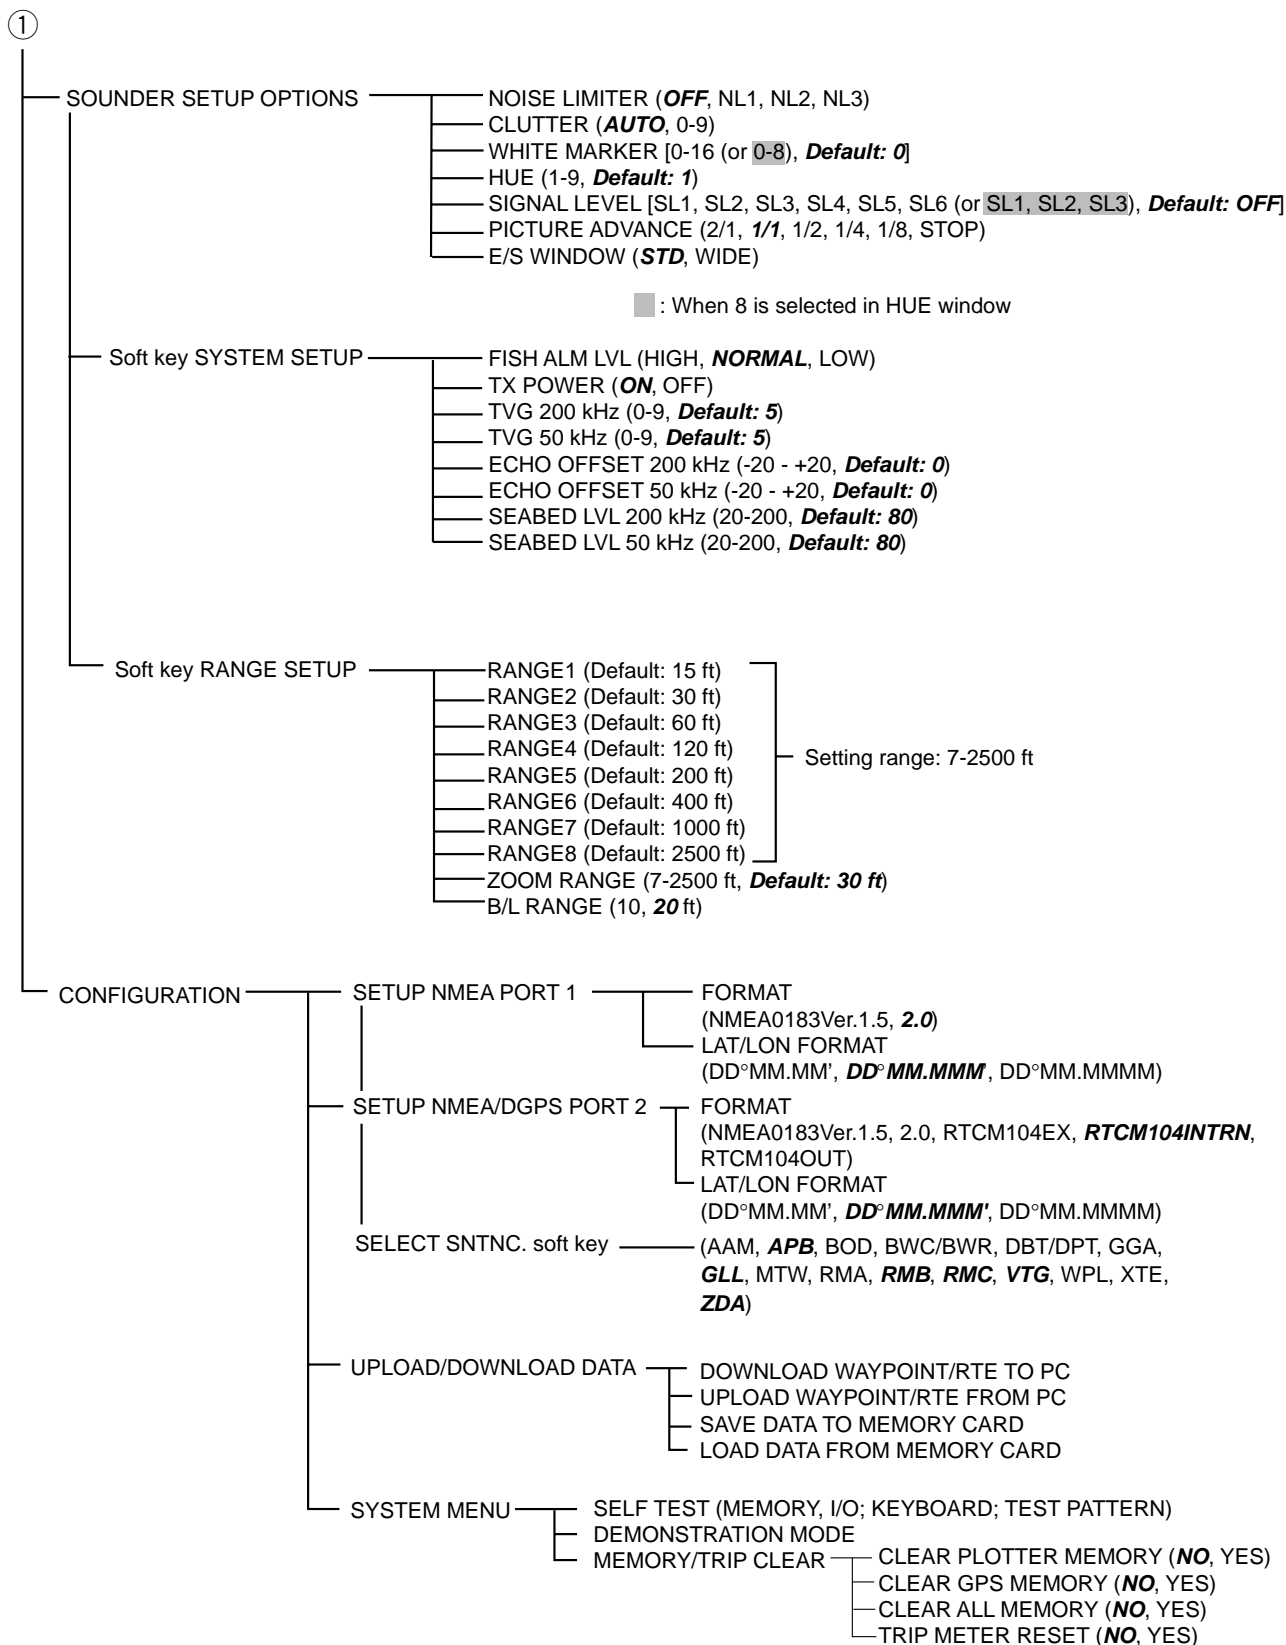 1
SOUNDER SETUP OPTIONS
NOISE LIMITER (OFF, NL1, NL2, NL3)
CLUTTER (AUTO, 0-9)
WHITE MARKER [0-16 (or 0-8), Default: 0]
HUE (1-9, Default: 1)
SIGNAL LEVEL [SL1, SL2, SL3, SL4, SL5, SL6 (or SL1, SL2, SL3), Default: OFF]
PICTURE ADVANCE (2/1, 1/1, 1/2, 1/4, 1/8, STOP)
E/S WINDOW (STD, WIDE)
: When 8 is selected in HUE window
Soft key SYSTEM SETUP
FISH ALM LVL (HIGH, NORMAL, LOW)
TX POWER (ON, OFF)
TVG 200 kHz (0-9, Default: 5)
TVG 50 kHz (0-9, Default: 5)
ECHO OFFSET 200 kHz (-20 - +20, Default: 0)
ECHO OFFSET 50 kHz (-20 - +20, Default: 0)
SEABED LVL 200 kHz (20-200, Default: 80)
SEABED LVL 50 kHz (20-200, Default: 80)
Soft key RANGE SETUP
RANGE1 (Default: 15 ft)
RANGE2 (Default: 30 ft)
RANGE3 (Default: 60 ft)
RANGE4 (Default: 120 ft)
RANGE5 (Default: 200 ft)
RANGE6 (Default: 400 ft)
RANGE7 (Default: 1000 ft)
RANGE8 (Default: 2500 ft)
Setting range: 7-2500 ft
ZOOM RANGE (7-2500 ft, Default: 30 ft)
B/L RANGE (10, 20 ft)
CONFIGURATION
SETUP NMEA PORT 1
FORMAT
(NMEA0183Ver.1.5, 2.0)
LAT/LON FORMAT
(DD°MM.MM', DD°MM.MMM', DD°MM.MMMM)
SETUP NMEA/DGPS PORT 2
FORMAT
(NMEA0183Ver.1.5, 2.0, RTCM104EX, RTCM104INTRN,
RTCM104OUT)
LAT/LON FORMAT
(DD°MM.MM', DD°MM.MMM', DD°MM.MMMM)
SELECT SNTNC. soft key
(AAM, APB, BOD, BWC/BWR, DBT/DPT, GGA,
GLL, MTW, RMA, RMB, RMC, VTG, WPL, XTE,
ZDA)
UPLOAD/DOWNLOAD DATA
DOWNLOAD WAYPOINT/RTE TO PC
UPLOAD WAYPOINT/RTE FROM PC
SAVE DATA TO MEMORY CARD
LOAD DATA FROM MEMORY CARD
SYSTEM MENU
SELF TEST (MEMORY, I/O; KEYBOARD; TEST PATTERN)
DEMONSTRATION MODE
MEMORY/TRIP CLEAR
CLEAR PLOTTER MEMORY (NO, YES)
CLEAR GPS MEMORY (NO, YES)
CLEAR ALL MEMORY (NO, YES)
TRIP METER RESET (NO, YES)